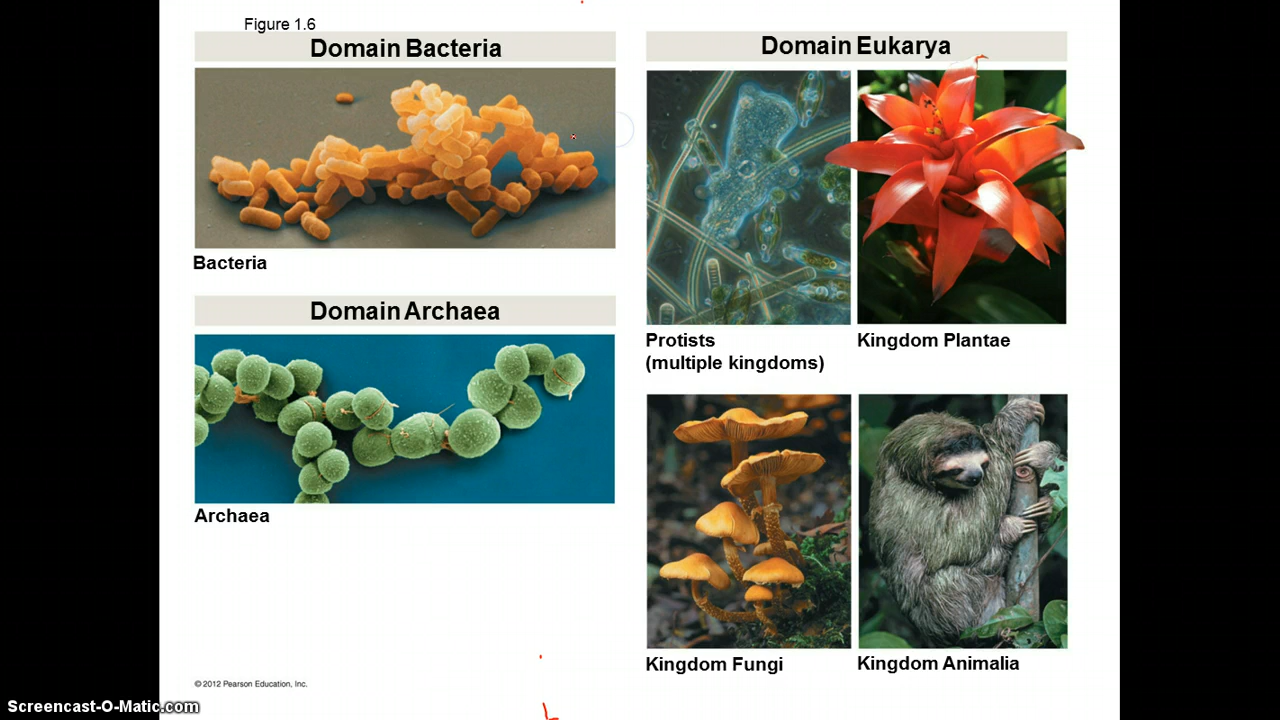 Figure 1.6
Domain Bacteria
Bacteria
Domain Archaea
Archaea
Domain Eukarya
Protists
(multiple kingdoms)
Kingdom Plantae
Kingdom Fungi
Kingdom Animalia
© 2012 Pearson Education, Inc.
Screencast-O-Matic.com